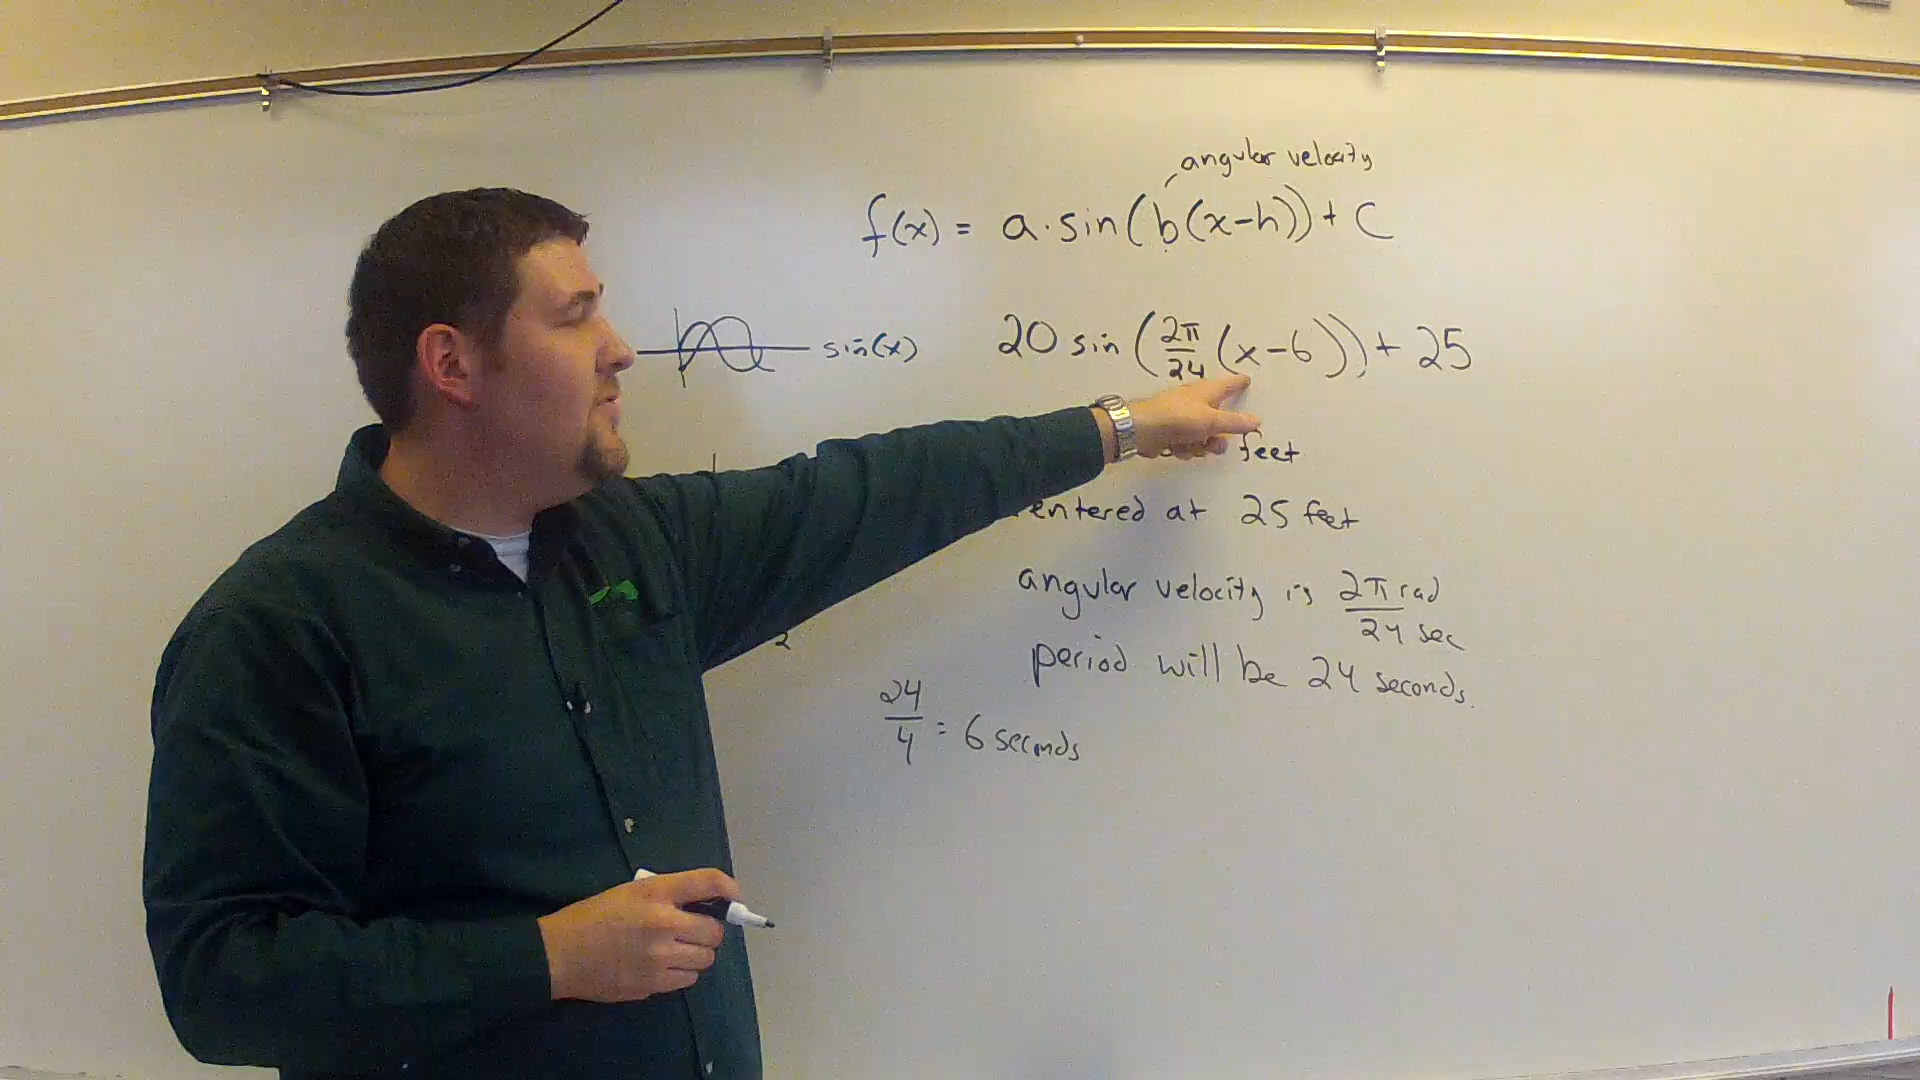 angular velocity
f(x) = a·sin(b(x-h)) + C
sin(x)
20 sin(2π/24(x-6)) + 25
feet
entered at 25 feet
angular velocity is 2π rad/24 sec
period will be 24 seconds.
2
24/4 = 6 seconds